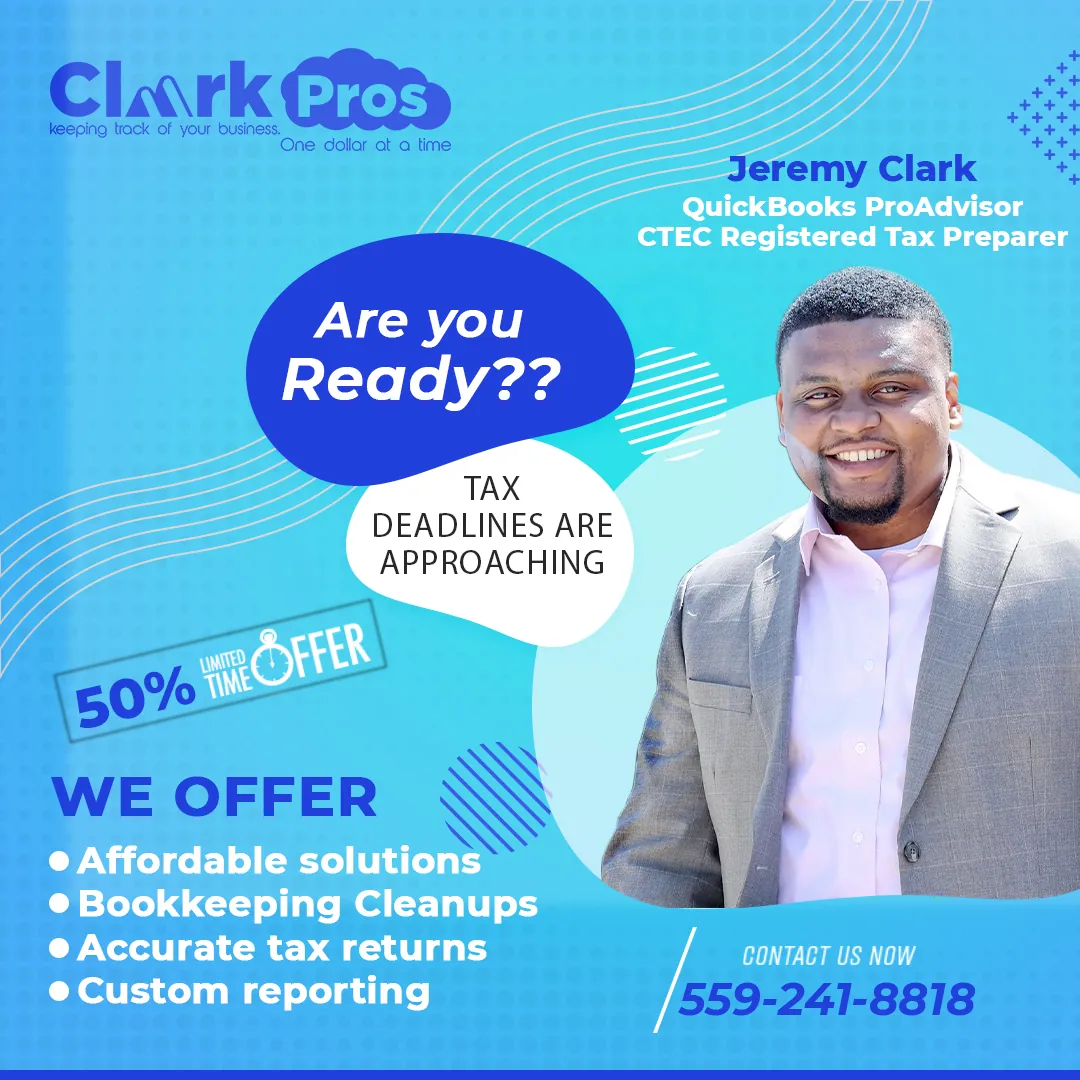 Clark Pros
keeping track of your business.
One dollar at a time
Jeremy Clark
QuickBooks ProAdvisor
CTEC Registered Tax Preparer
Are you
Ready??
TAX
DEADLINES ARE
APPROACHING
50% LIMITED
TIME OFFER
WE OFFER
Affordable solutions
Bookkeeping Cleanups
Accurate tax returns
Custom reporting
CONTACT US NOW
559-241-8818